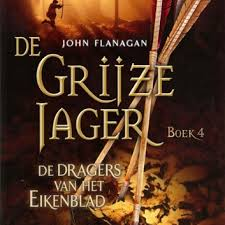 JOHN FLANAGAN
DE
GRIJZE
JAGER
BOEK 4
DE DRAGERS
VAN HET
EIKENBLAD